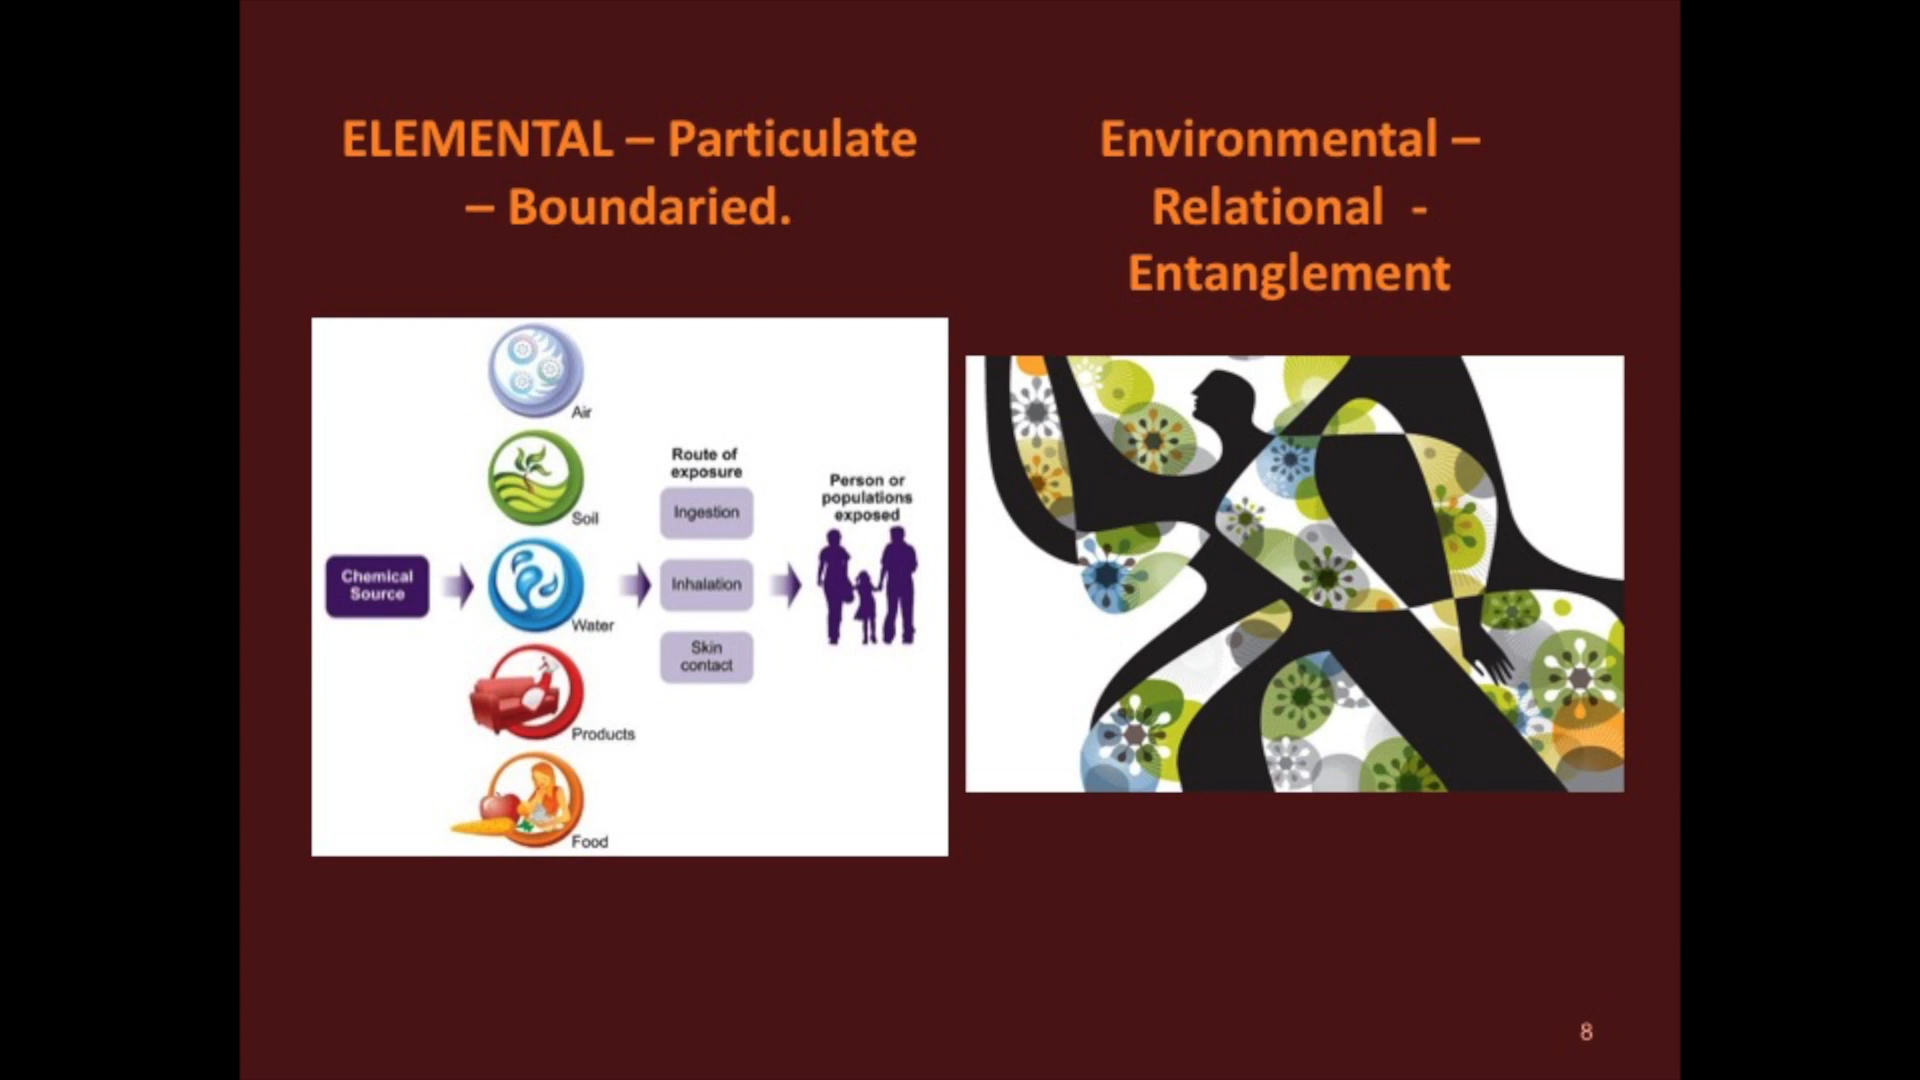 ELEMENTAL – Particulate
– Boundaried.
Environmental –
Relational -
Entanglement
Air
Soil
Water
Products
Food
Chemical
Source
Route of
exposure
Ingestion
Inhalation
Skin
contact
Person or
populations
exposed
8